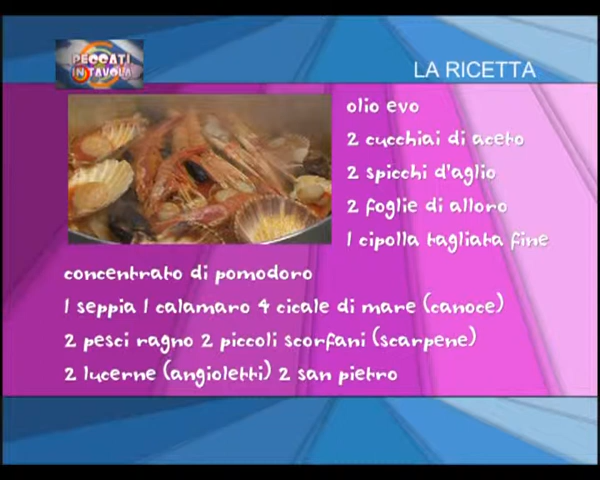 PECCATI
IN TAVOLA
LA RICETTA
olio evo
2 cucchiai di aceto
2 spicchi d'aglio
2 foglie di alloro
1 cipolla tagliata fine
concentrato di pomodoro
1 seppia 1 calamaro 4 cicale di mare (canoce)
2 pesci ragno 2 piccoli scorfani (scarpene)
2 lucerne (angioletti) 2 san pietro